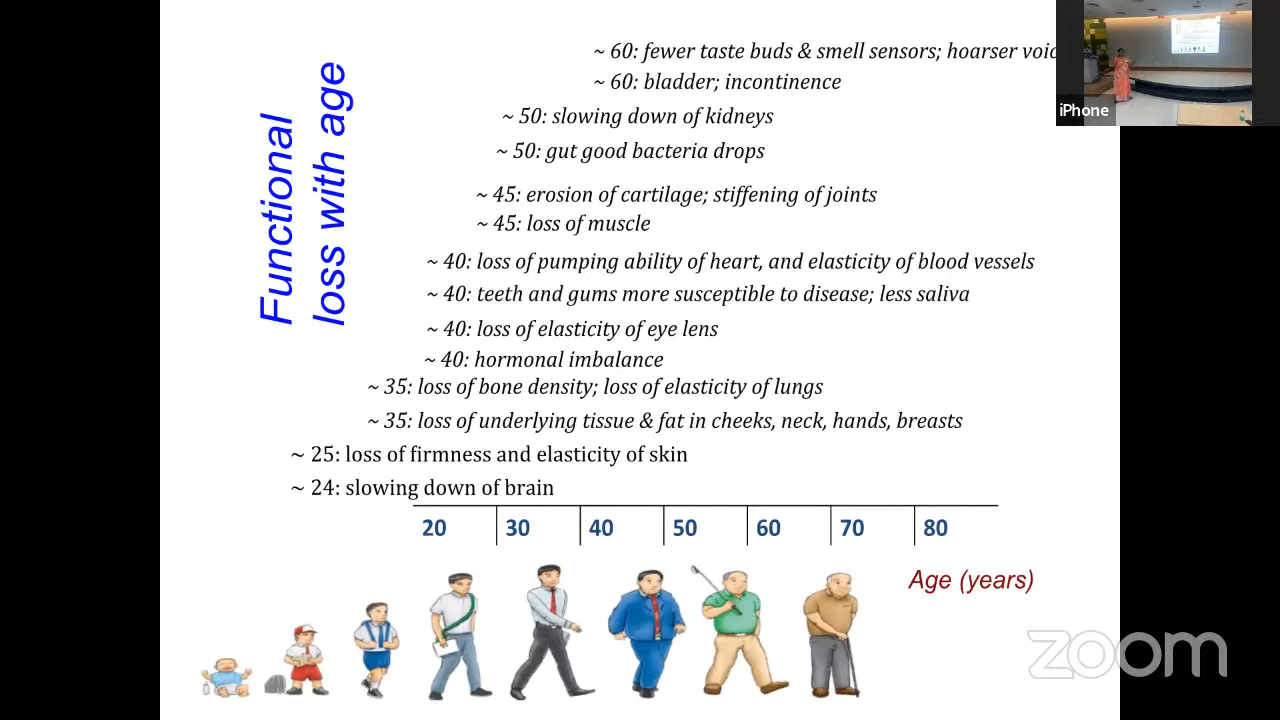 Functional
loss with age
~ 60: fewer taste buds & smell sensors; hoarser
~ 60: bladder; incontinence
~ 50: slowing down of kidneys
~ 50: gut good bacteria drops
~ 45: erosion of cartilage; stiffening of joints
~ 45: loss of muscle
~ 40: loss of pumping ability of heart, and elasticity of blood vessels
~ 40: teeth and gums more susceptible to disease; less saliva
~ 40: loss of elasticity of eye lens
~ 40: hormonal imbalance
~ 35: loss of bone density; loss of elasticity of lungs
~ 35: loss of underlying tissue & fat in cheeks, neck, hands, breasts
~ 25: loss of firmness and elasticity of skin
~ 24: slowing down of brain
20 30 40 50 60 70 80
Age (years)
iPhone
zoom